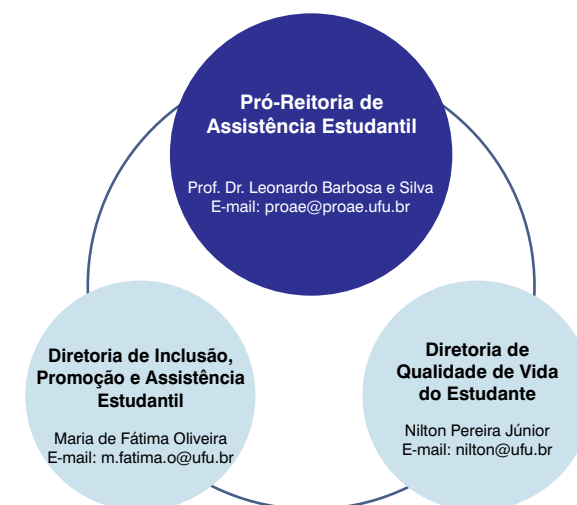 Pró-Reitoria de
Assistência Estudantil
Prof. Dr. Leonardo Barbosa e Silva
E-mail: proae@proae.ufu.br
Diretoria de Inclusão,
Promoção e Assistência
Estudantil
Maria de Fátima Oliveira
E-mail: m.fatima.o@ufu.br
Diretoria de
Qualidade de Vida
do Estudante
Nilton Pereira Júnior
E-mail: nilton@ufu.br